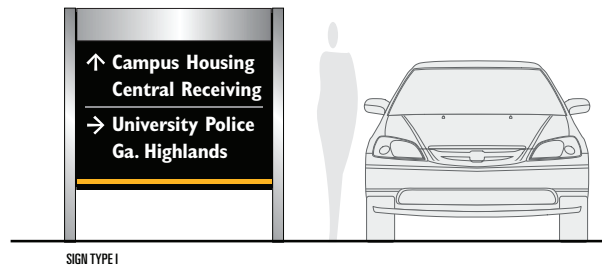 ↑ Campus Housing
Central Receiving
→ University Police
Ga. Highlands
SIGN TYPE I